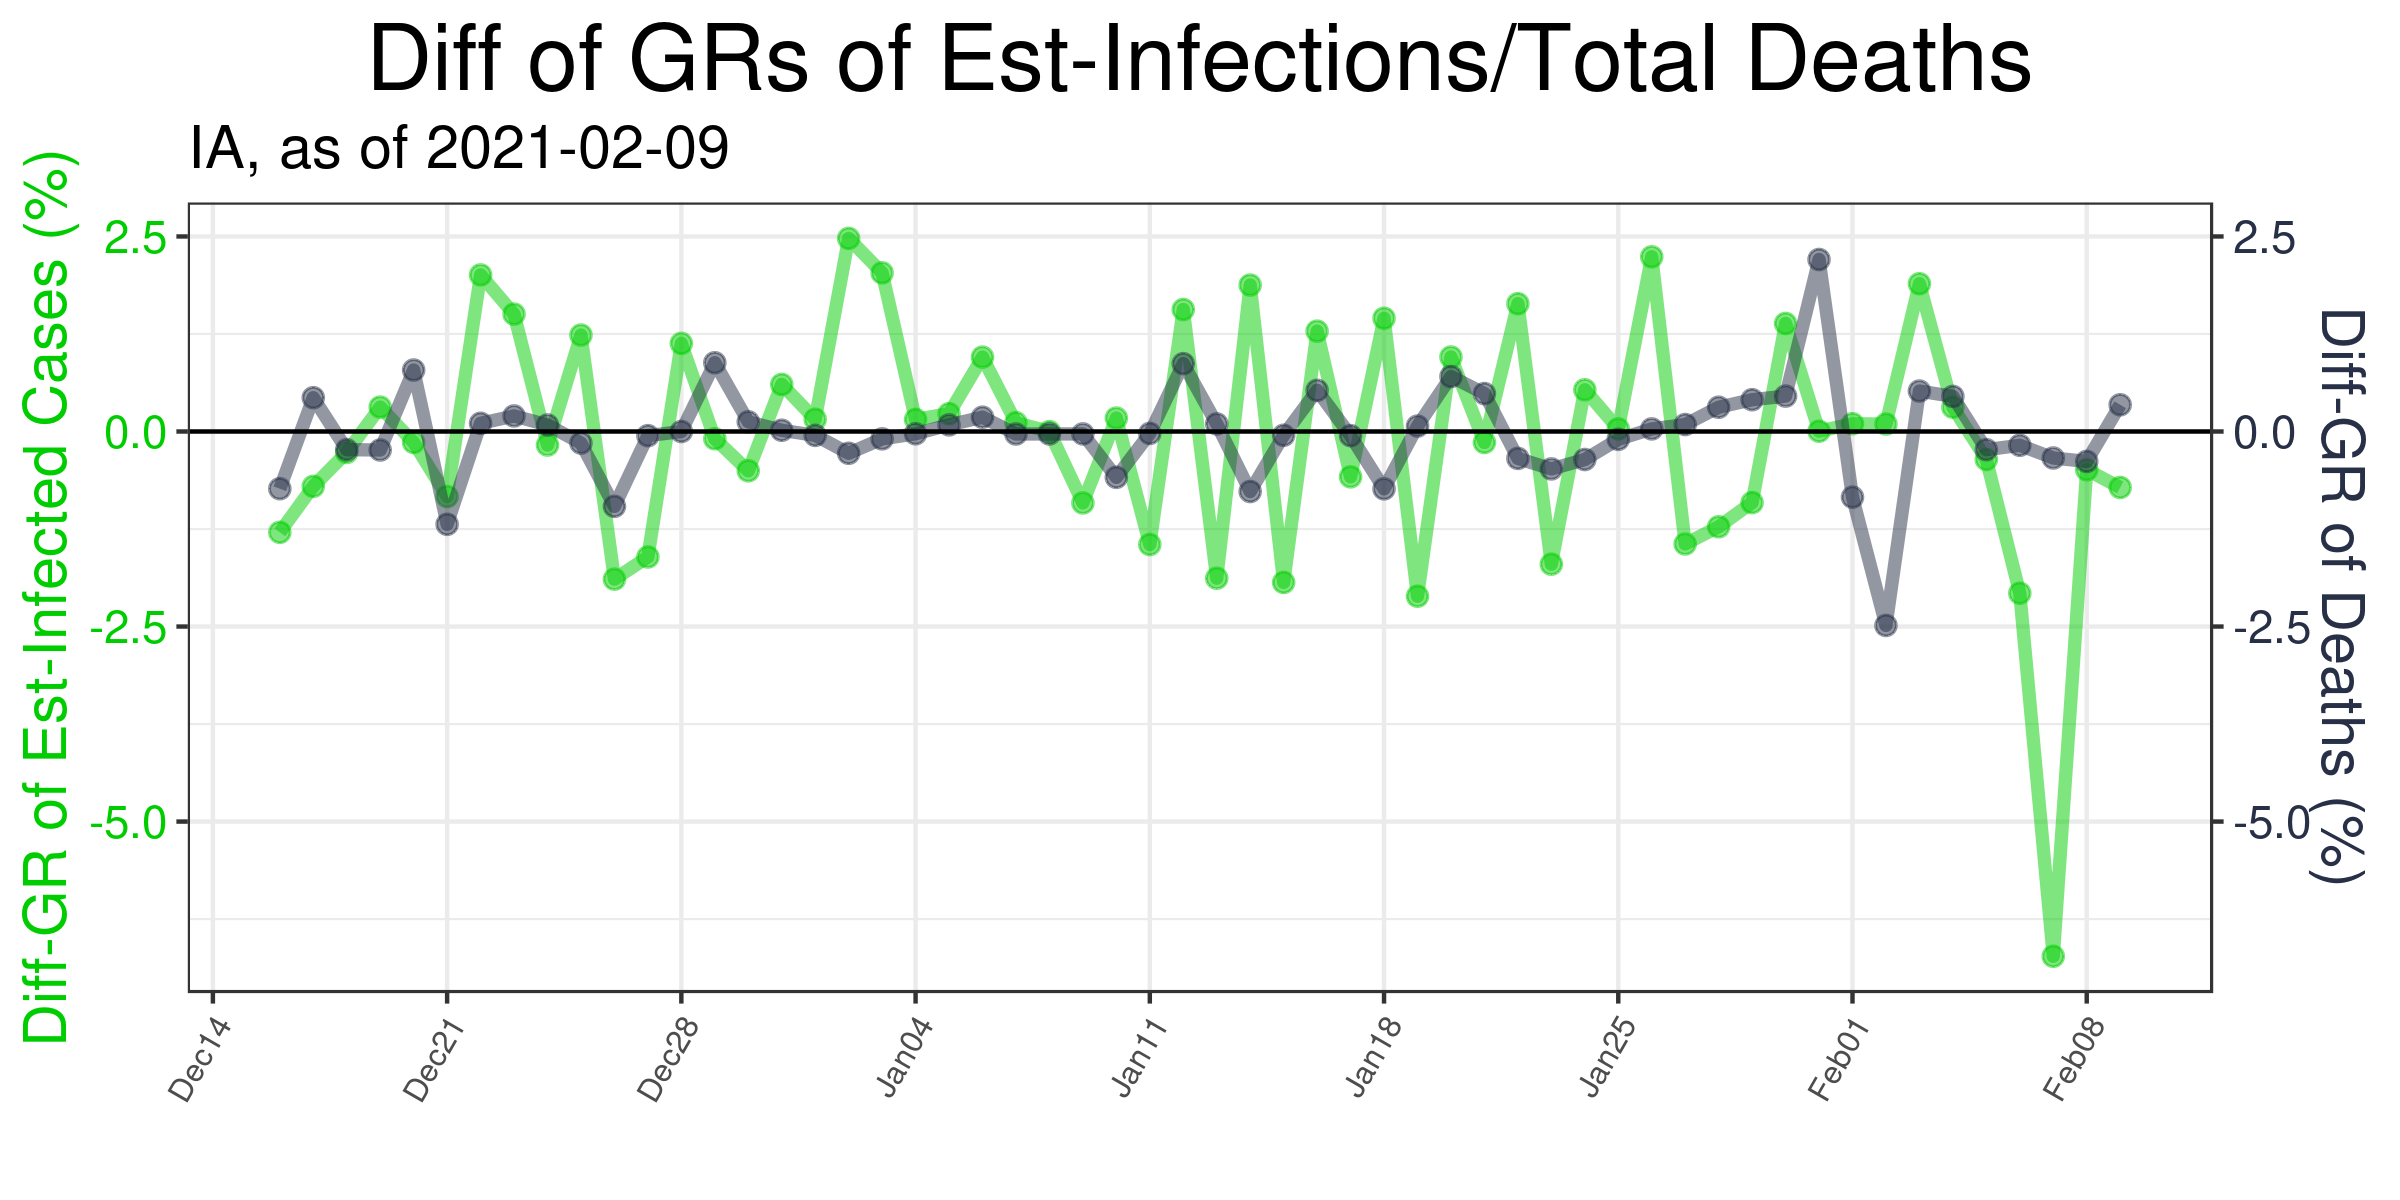 Diff of GRs of Est-Infections/Total Deaths
IA, as of 2021-02-09
Diff-GR of Est-Infected Cases (%)
2.5
0.0
-2.5
-5.0
2.5
0.0
-2.5
-5.0
Diff-GR of Deaths (%)
Dec14
Dec21
Dec28
Jan04
Jan11
Jan18
Jan25
Feb01
Feb08